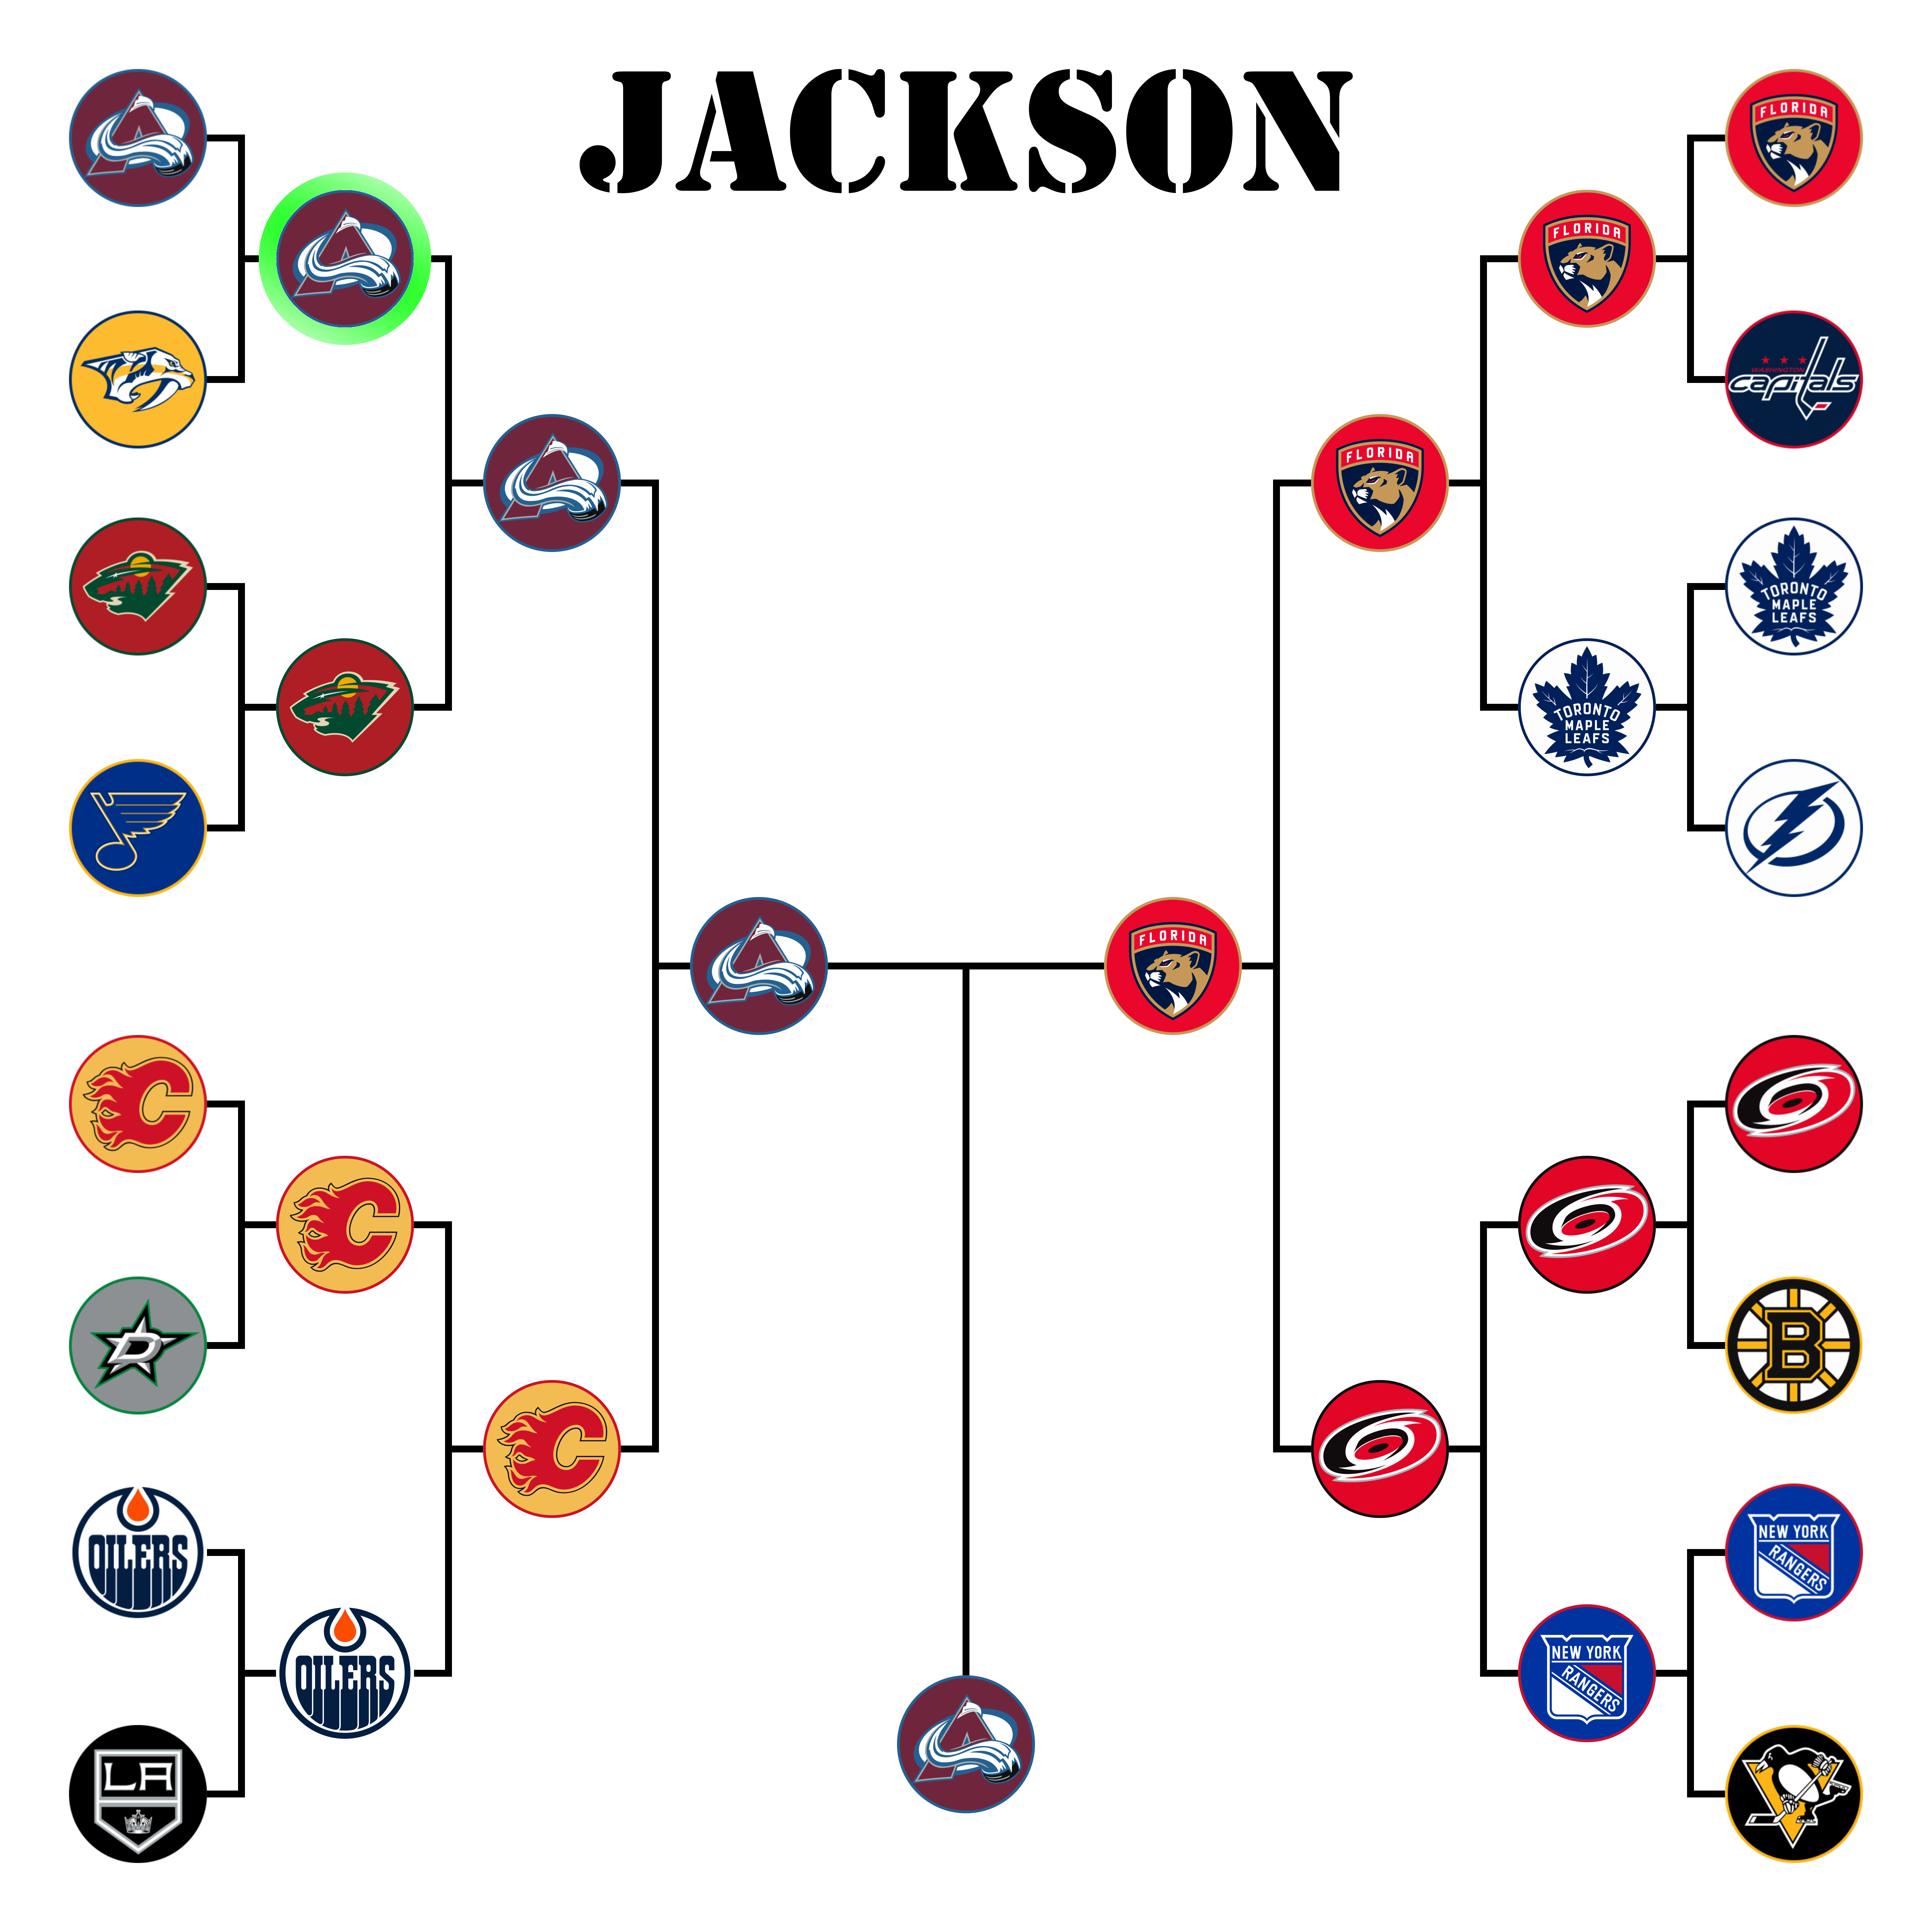 JACKSON
FLORIDA
FLORIDA
WASHINGTON
capitals
FLORIDA
TORONTO
MAPLE
LEAFS
TORONTO
MAPLE
LEAFS
FLORIDA
B
OILERS
NEW YORK
RANGERS
OILERS
NEW YORK
RANGERS
LA